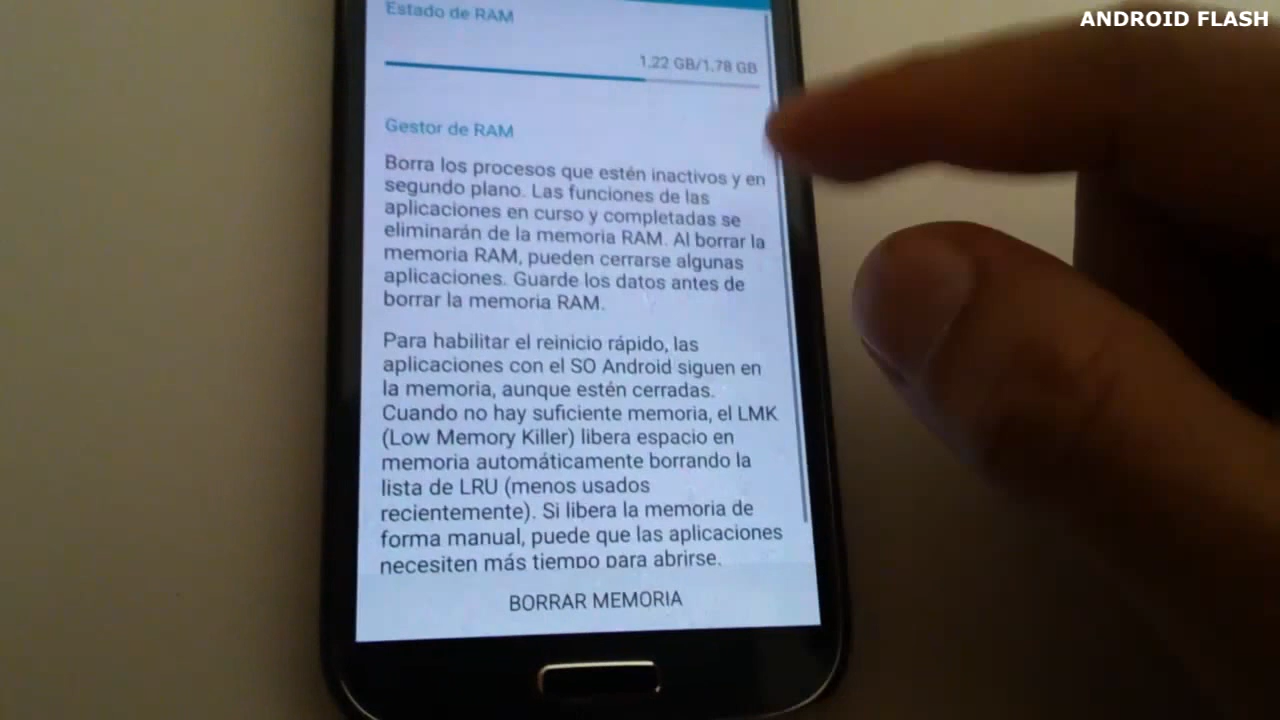 ANDROID FLASH
Estado de RAM
1,22 GB/1,78 GB
Gestor de RAM
Borra los procesos que estén inactivos y en
segundo plano. Las funciones de las
aplicaciones en curso y completadas se
eliminarán de la memoria RAM. Al borrar la
memoria RAM, pueden cerrarse algunas
aplicaciones. Guarde los datos antes de
borrar la memoria RAM.
Para habilitar el reinicio rápido, las
aplicaciones con el SO Android siguen en
la memoria, aunque estén cerradas.
Cuando no hay suficiente memoria, el LMK
(Low Memory Killer) libera espacio en
memoria automáticamente borrando la
lista de LRU (menos usados
recientemente). Si libera la memoria de
forma manual, puede que las aplicaciones
necesiten más tiempo para abrirse.
BORRAR MEMORIA